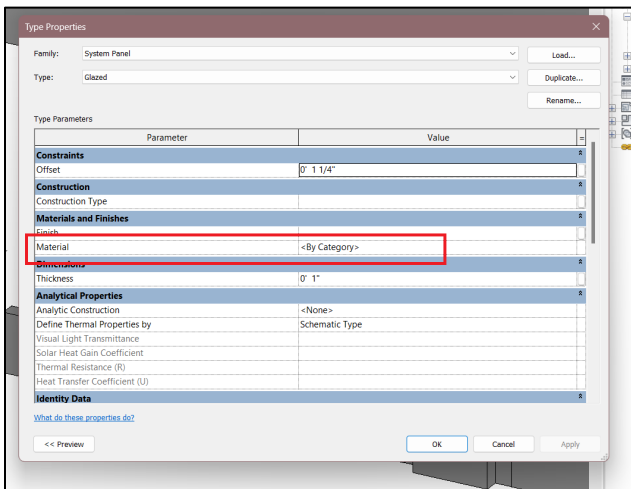 Type Properties
Family: System Panel Load...
Type: Glazed Duplicate...
Rename...
Type Parameters
Parameter Value =
Constraints
Offset 0' 1 1/4"
Construction
Construction Type
Materials and Finishes
Finish
Material <By Category>
Dimensions
Thickness 0' 1"
Analytical Properties
Analytic Construction <None>
Define Thermal Properties by Schematic Type
Visual Light Transmittance
Solar Heat Gain Coefficient
Thermal Resistance (R)
Heat Transfer Coefficient (U)
Identity Data
What do these properties do?
<< Preview OK Cancel Apply